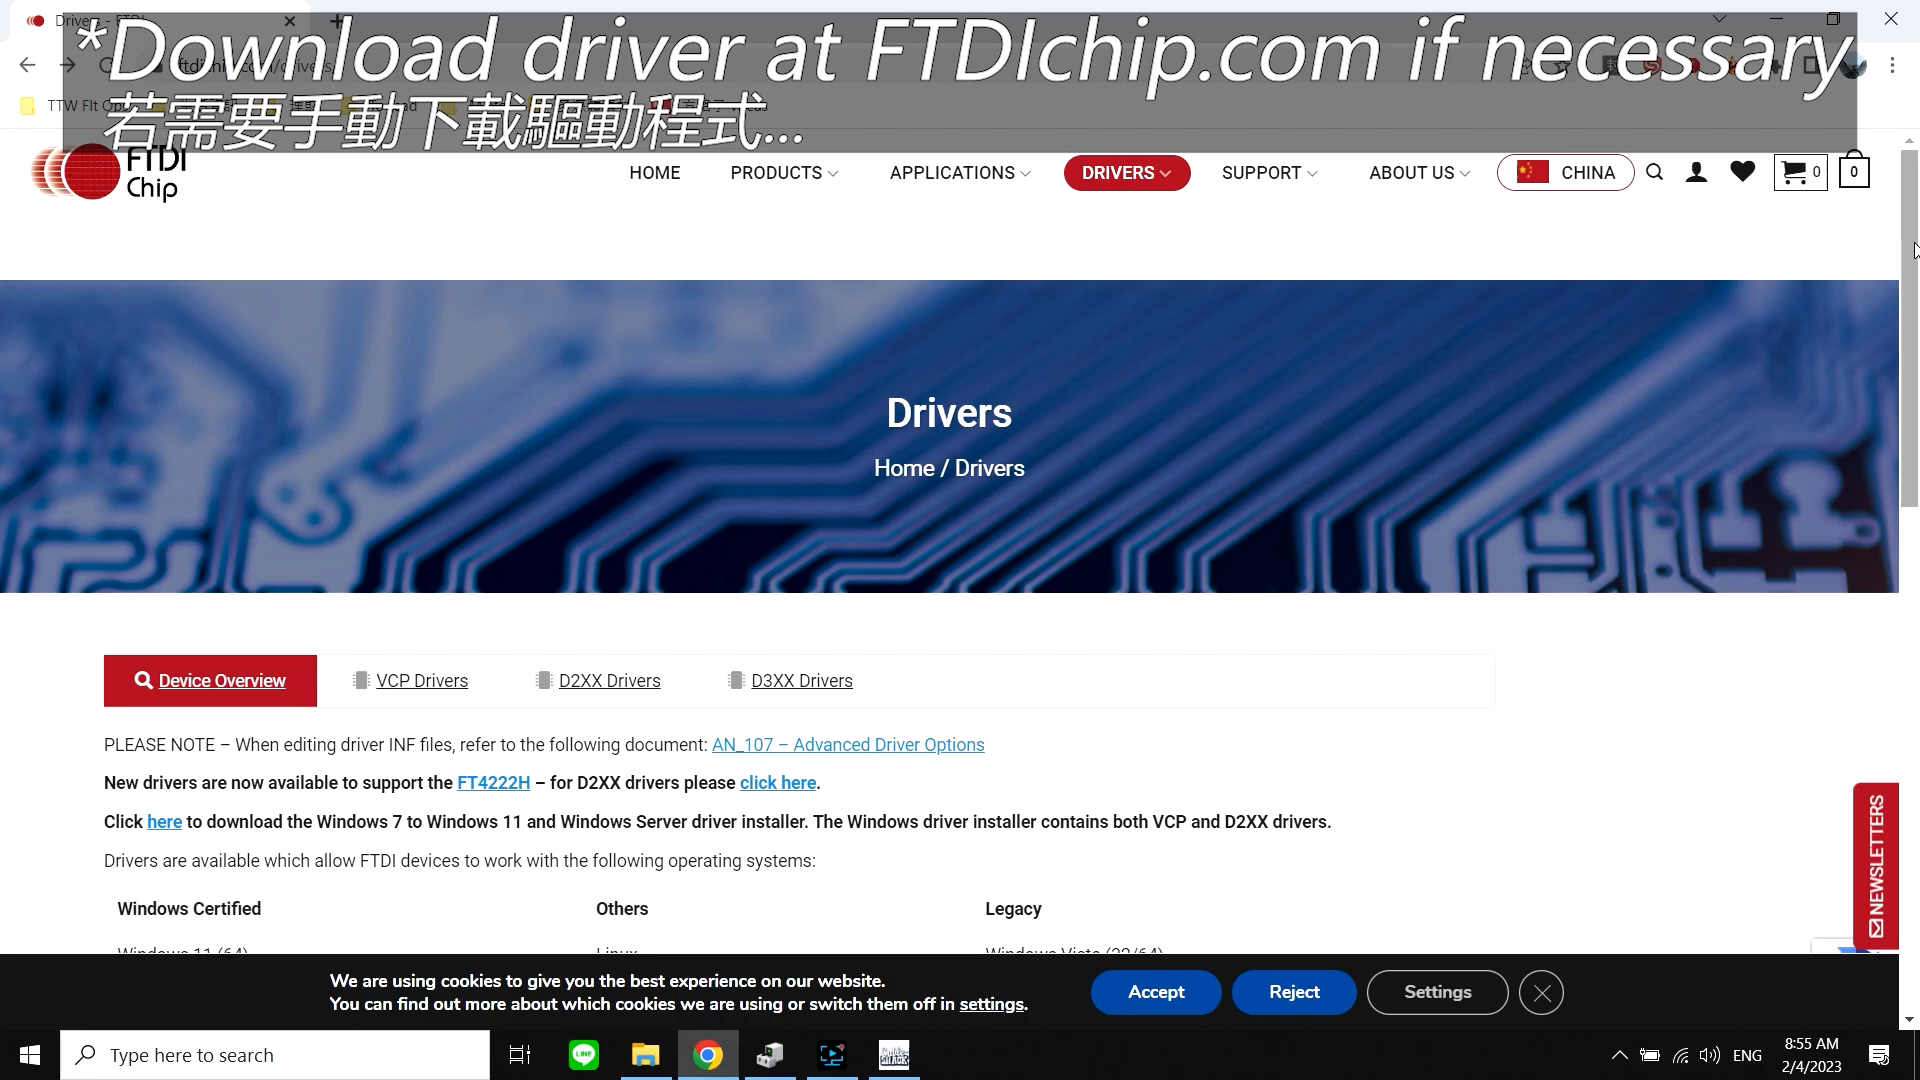 *Download driver at FTDIchip.com if necessary
若需要手動下載驅動程式...
FTDI
Chip
HOME
PRODUCTS
APPLICATIONS
DRIVERS
SUPPORT
ABOUT US
CHINA
0
0
Drivers
Home / Drivers
Device Overview
VCP Drivers
D2XX Drivers
D3XX Drivers
PLEASE NOTE – When editing driver INF files, refer to the following document: AN_107 – Advanced Driver Options
New drivers are now available to support the FT4222H – for D2XX drivers please click here.
Click here to download the Windows 7 to Windows 11 and Windows Server driver installer. The Windows driver installer contains both VCP and D2XX drivers.
Drivers are available which allow FTDI devices to work with the following operating systems:
Windows Certified
Others
Legacy
NEWSLETTERS
We are using cookies to give you the best experience on our website.
You can find out more about which cookies we are using or switch them off in settings.
Accept
Reject
Settings
Type here to search
LINE
ENG
8:55 AM
2/4/2023